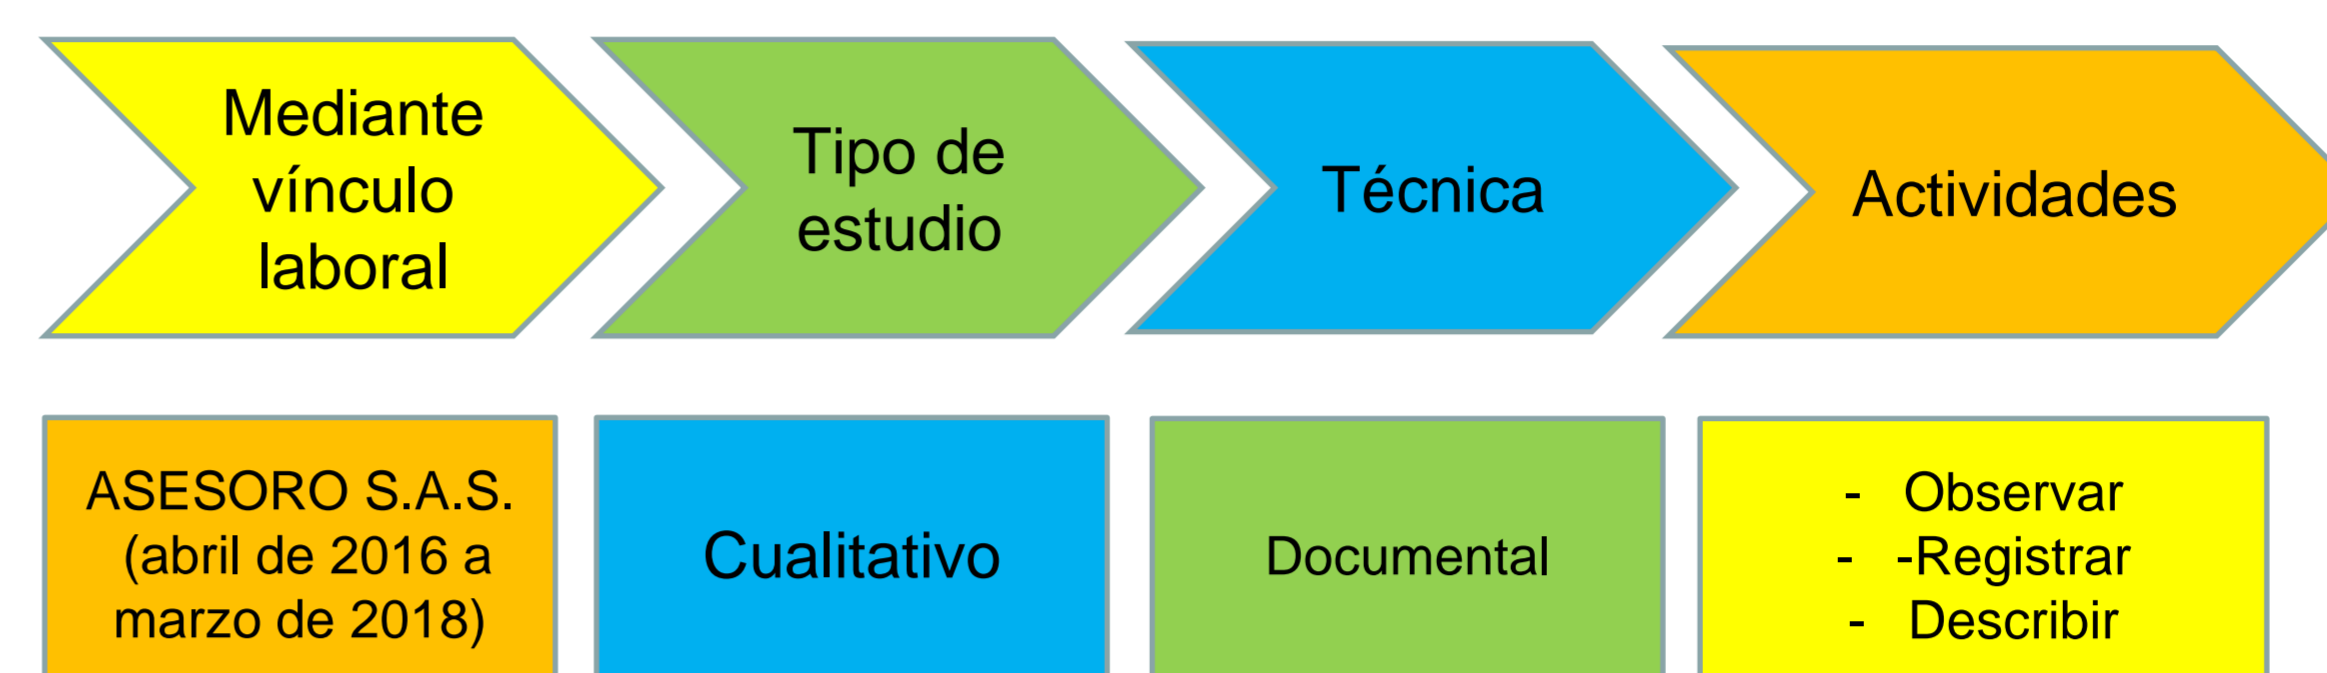 Mediante
vínculo
laboral
Tipo de
estudio
Técnica
Actividades
ASESORO S.A.S.
(abril de 2016 a
marzo de 2018)
Cualitativo
Documental
- Observar
- -Registrar
- Describir